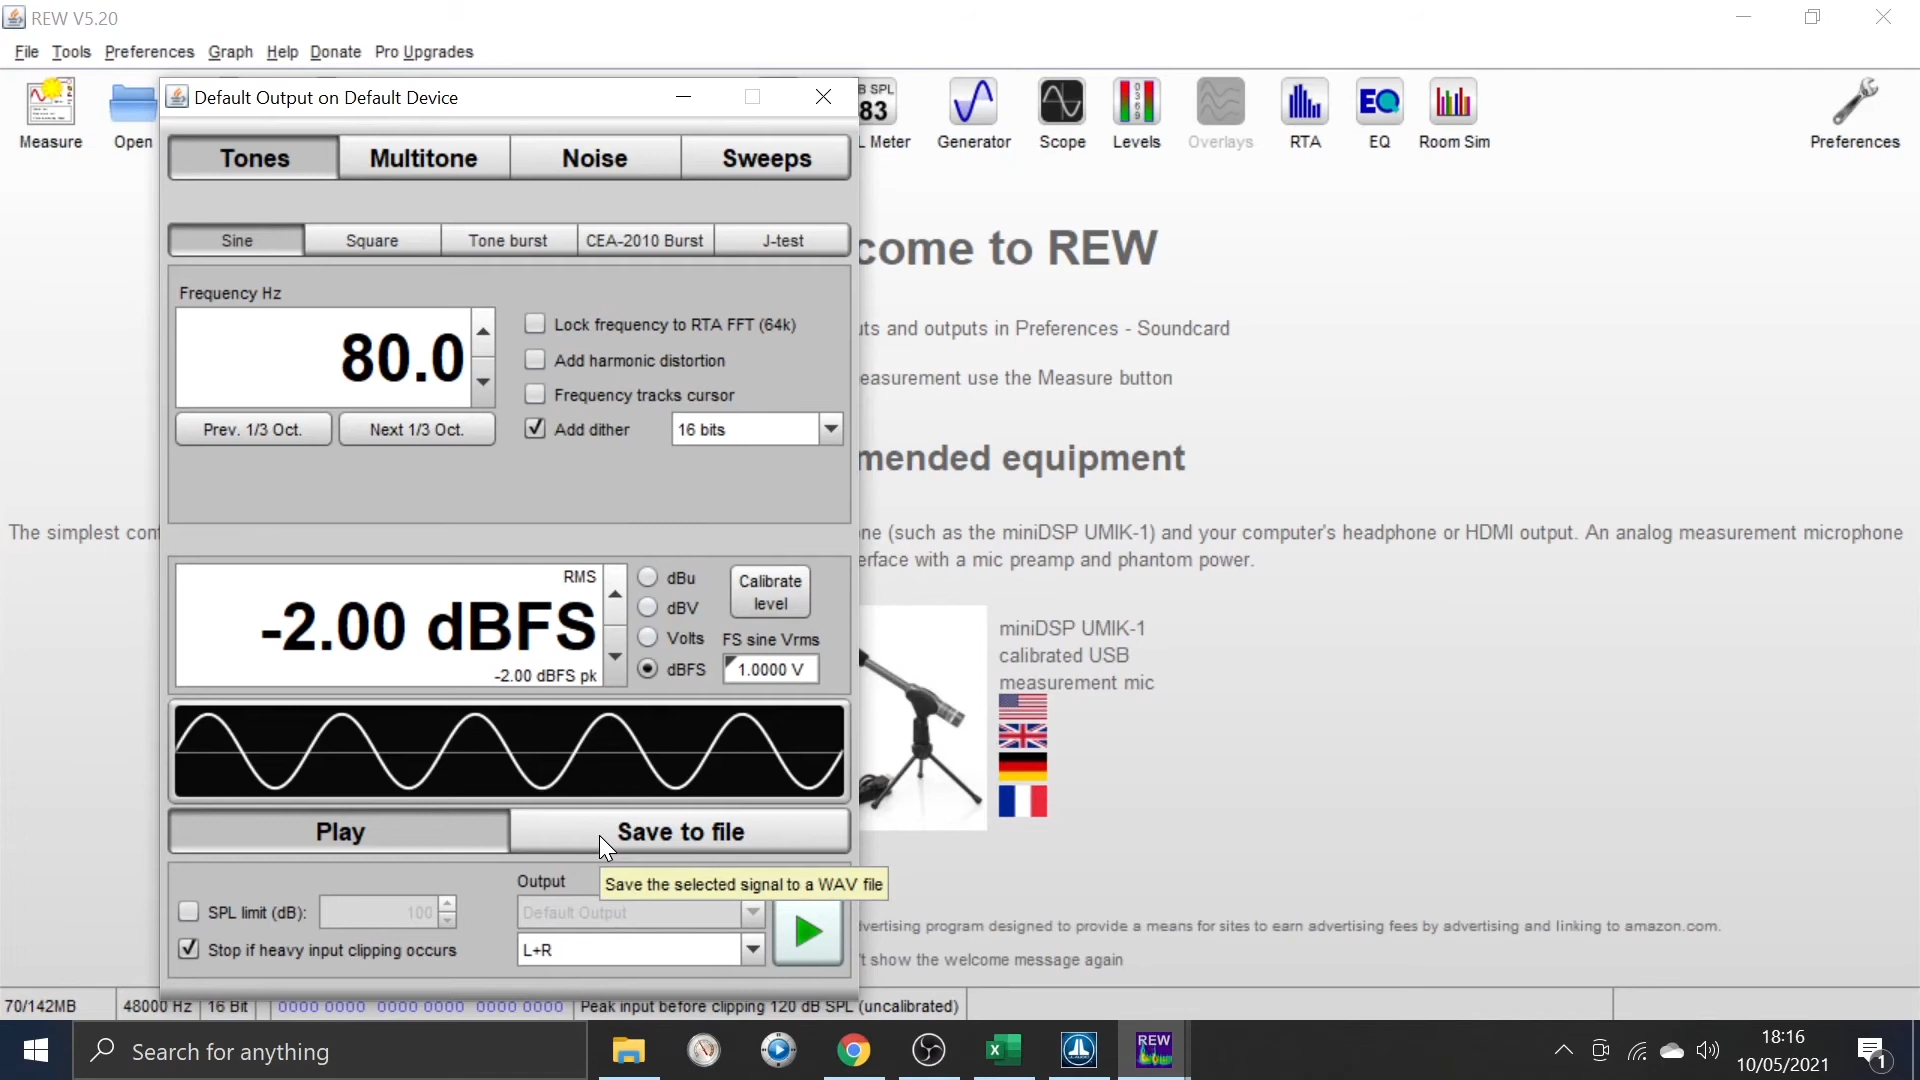 REW V5.20
File Tools Preferences Graph Help Donate Pro Upgrades
Default Output on Default Device
Measure
Open
B SPL
83
L Meter
Generator
Scope
0 3 6 9
Levels
Overlays
RTA
EQ
EQ
Room Sim
Preferences
Tones Multitone Noise Sweeps
Sine Square Tone burst CEA-2010 Burst J-test
Frequency Hz
80.0
Lock frequency to RTA FFT (64k)
Add harmonic distortion
Frequency tracks cursor
Add dither 16 bits
Prev. 1/3 Oct. Next 1/3 Oct.
RMS
-2.00 dBFS
-2.00 dBFS pk
dBu
dBV
Volts
dBFS
Calibrate
level
FS sine Vrms
1.0000 V
Play Save to file
Save the selected signal to a WAV file
Output
SPL limit (dB): 100
Default Output
Stop if heavy input clipping occurs
L+R
come to REW
uts and outputs in Preferences - Soundcard
easurement use the Measure button
mended equipment
The simplest con
ne (such as the miniDSP UMIK-1) and your computer's headphone or HDMI output. An analog measurement microphone
erface with a mic preamp and phantom power.
miniDSP UMIK-1
calibrated USB
measurement mic
vertising program designed to provide a means for sites to earn advertising fees by advertising and linking to amazon.com.
't show the welcome message again
70/142MB 48000 Hz 16 Bit 0000 0000 0000 0000 0000 0000 Peak input before clipping 120 dB SPL (uncalibrated)
Search for anything
REW
18:16
10/05/2021
1